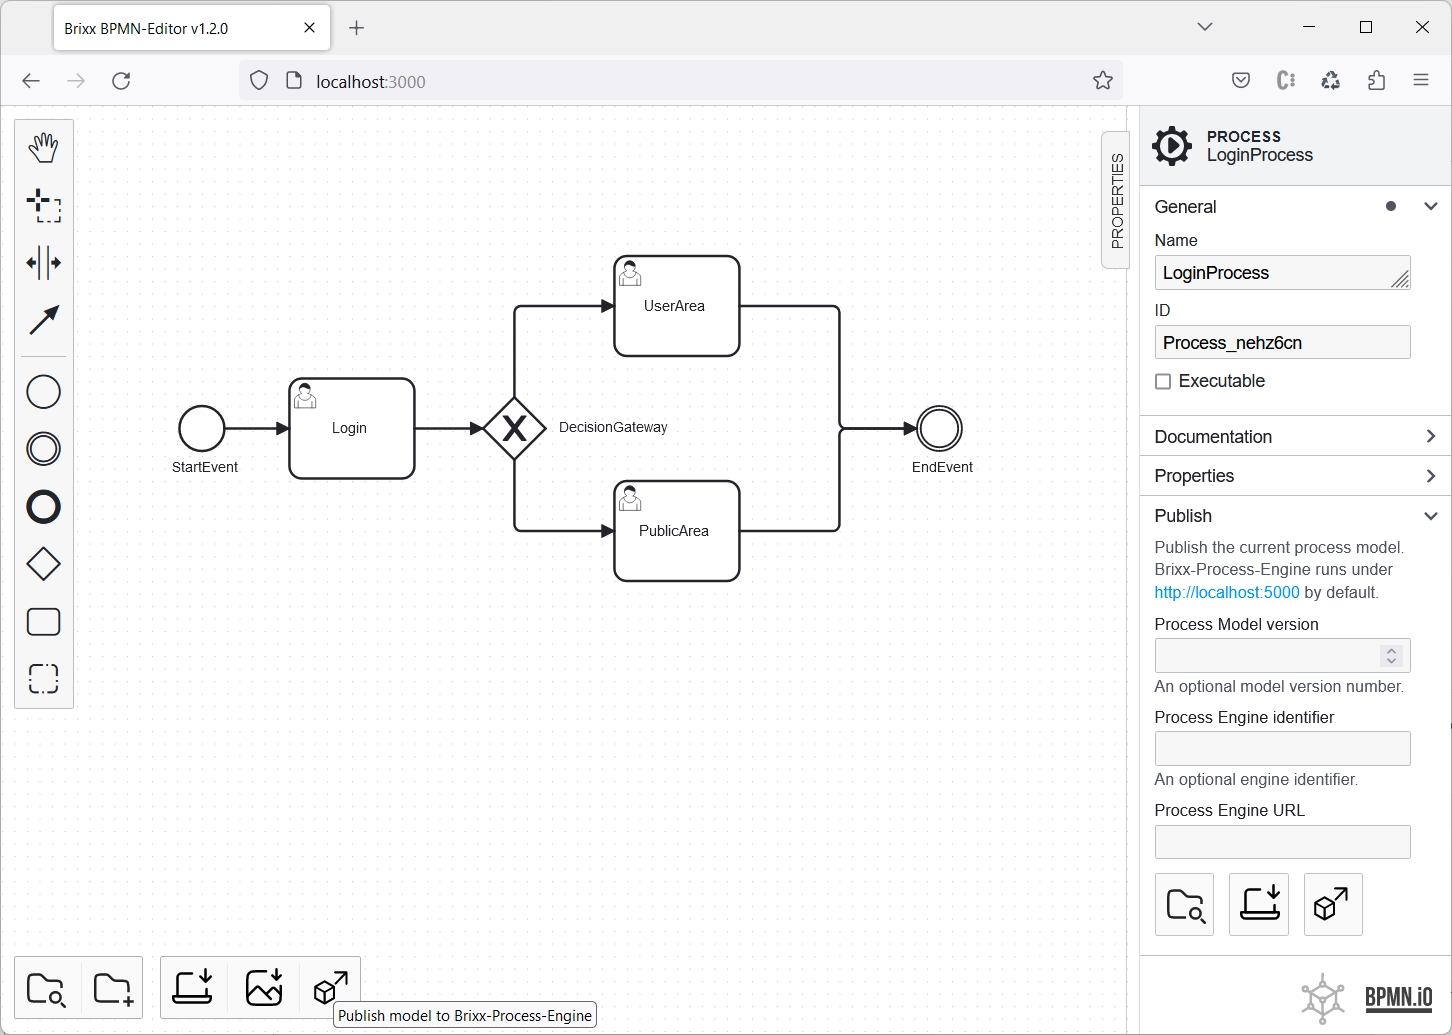 Brixx BPMN-Editor v1.2.0
localhost:3000
PROPERTIES
PROCESS
LoginProcess
General
Name
LoginProcess
ID
Process_nehz6cn
Executable
Documentation
Properties
Publish
Publish the current process model.
Brixx-Process-Engine runs under
http://localhost:5000 by default.
Process Model version
An optional model version number.
Process Engine identifier
An optional engine identifier.
Process Engine URL
BPMN.iO
UserArea
Login
X
DecisionGateway
StartEvent
EndEvent
PublicArea
Publish model to Brixx-Process-Engine